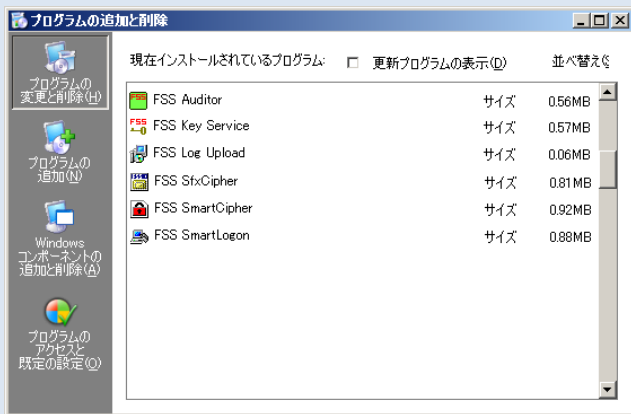 プログラムの追加と削除
プログラムの
変更と削除(H)
現在インストールされているプログラム:
更新プログラムの表示(D)
並べ替え(S
FSS Auditor サイズ 0.56MB
FSS Key Service サイズ 0.57MB
FSS Log Upload サイズ 0.06MB
FSS SfxCipher サイズ 0.81MB
FSS SmartCipher サイズ 0.92MB
FSS SmartLogon サイズ 0.88MB
プログラムの
追加(N)
Windows
コンポーネントの
追加と削除(A)
プログラムの
アクセスと
既定の設定(O)